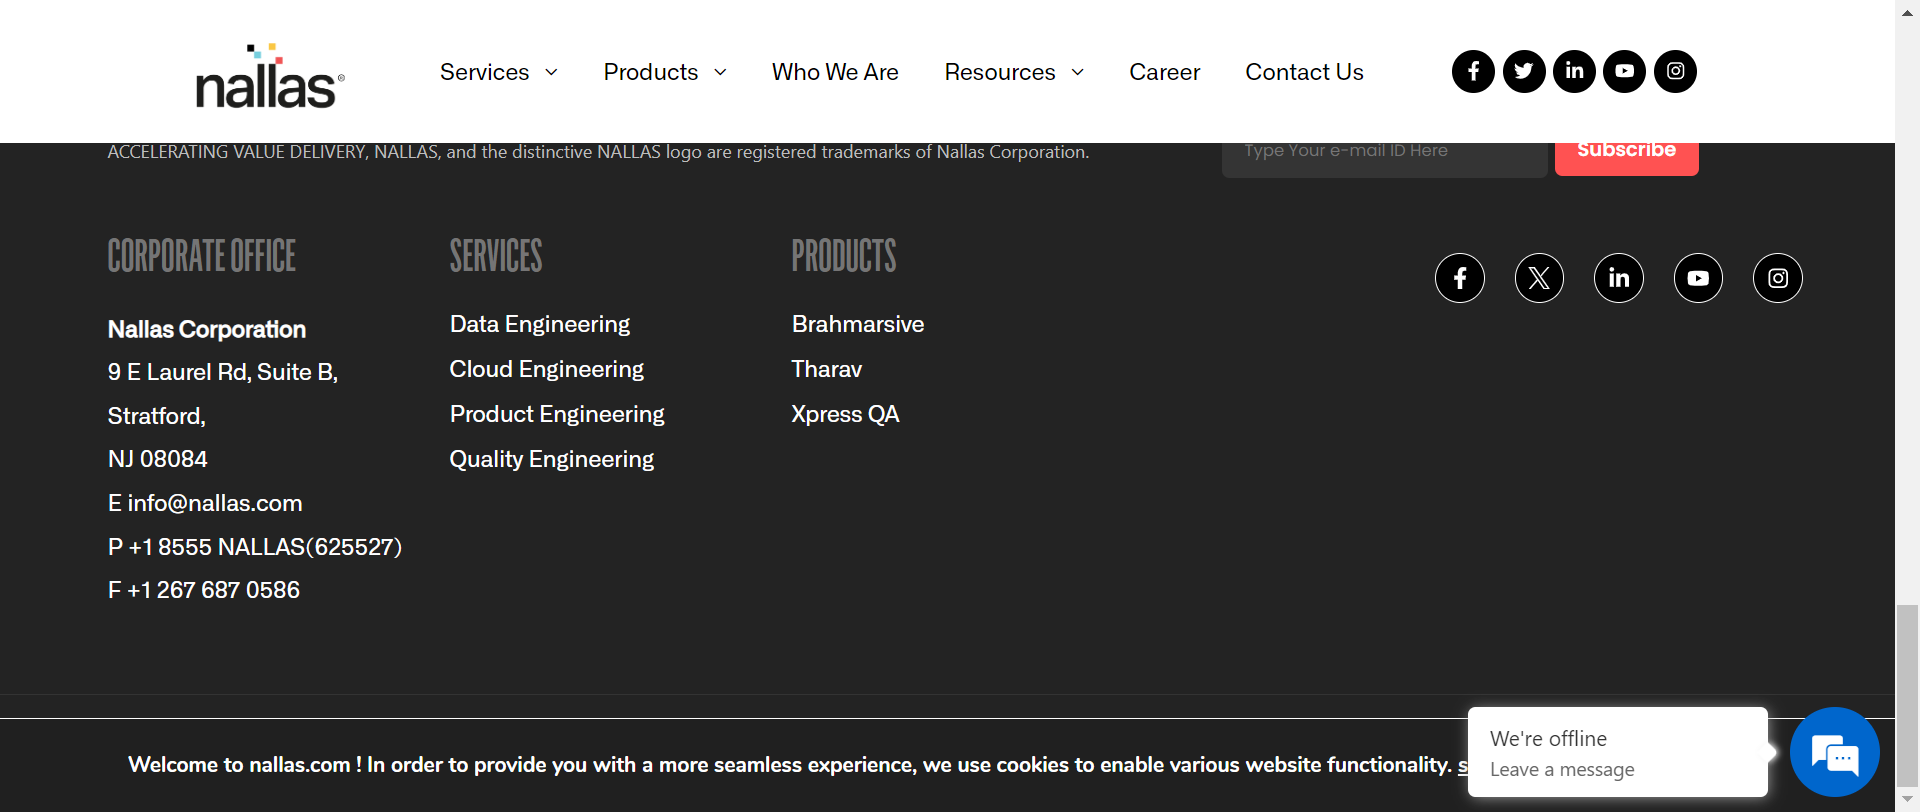 nallas®
Services
Products
Who We Are
Resources
Career
Contact Us
ACCELERATING VALUE DELIVERY, NALLAS, and the distinctive NALLAS logo are registered trademarks of Nallas Corporation.
Type Your e-mail ID Here
Subscribe
CORPORATE OFFICE
Nallas Corporation
9 E Laurel Rd, Suite B,
Stratford,
NJ 08084
E info@nallas.com
P +1 8555 NALLAS(625527)
F +1 267 687 0586
SERVICES
Data Engineering
Cloud Engineering
Product Engineering
Quality Engineering
PRODUCTS
Brahmarsive
Tharav
Xpress QA
Welcome to nallas.com ! In order to provide you with a more seamless experience, we use cookies to enable various website functionality.
We're offline
Leave a message